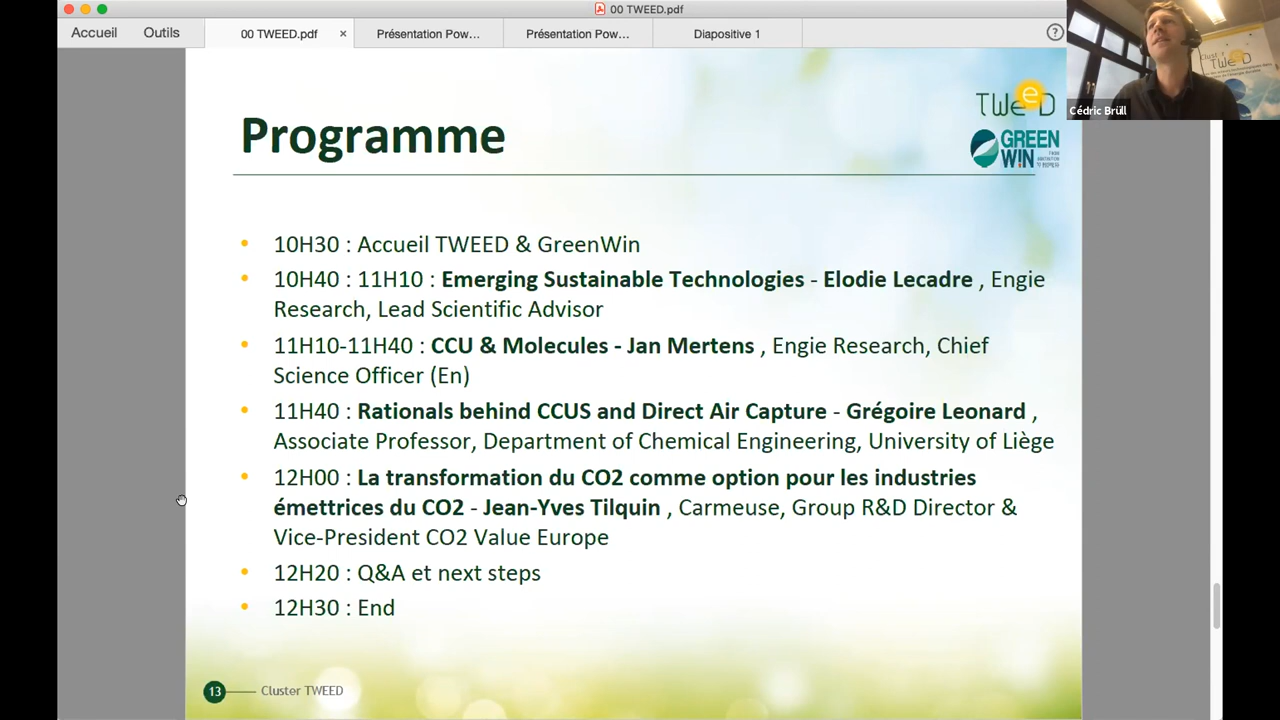 00 TWEED.pdf
Accueil
Outils
00 TWEED.pdf
×
Présentation Pow…
Présentation Pow…
Diapositive 1
?
Cluster
TWeeD
Cédric Brüll
TWeeD
GREEN
WIN
Programme
• 10H30 : Accueil TWEED & GreenWin
• 10H40 : 11H10 : Emerging Sustainable Technologies - Elodie Lecadre , Engie
Research, Lead Scientific Advisor
• 11H10-11H40 : CCU & Molecules - Jan Mertens , Engie Research, Chief
Science Officer (En)
• 11H40 : Rationals behind CCUS and Direct Air Capture - Grégoire Leonard ,
Associate Professor, Department of Chemical Engineering, University of Liège
• 12H00 : La transformation du CO2 comme option pour les industries
émettrices du CO2 - Jean-Yves Tilquin , Carmeuse, Group R&D Director &
Vice-President CO2 Value Europe
• 12H20 : Q&A et next steps
• 12H30 : End
13
Cluster TWEED